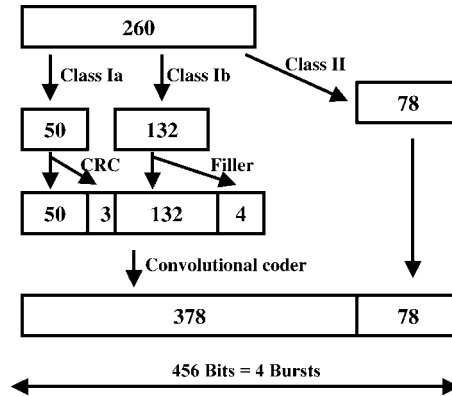 260
Class Ia
Class Ib
Class II
78
50
132
CRC
Filler
50
3
132
4
Convolutional coder
378
78
456 Bits = 4 Bursts